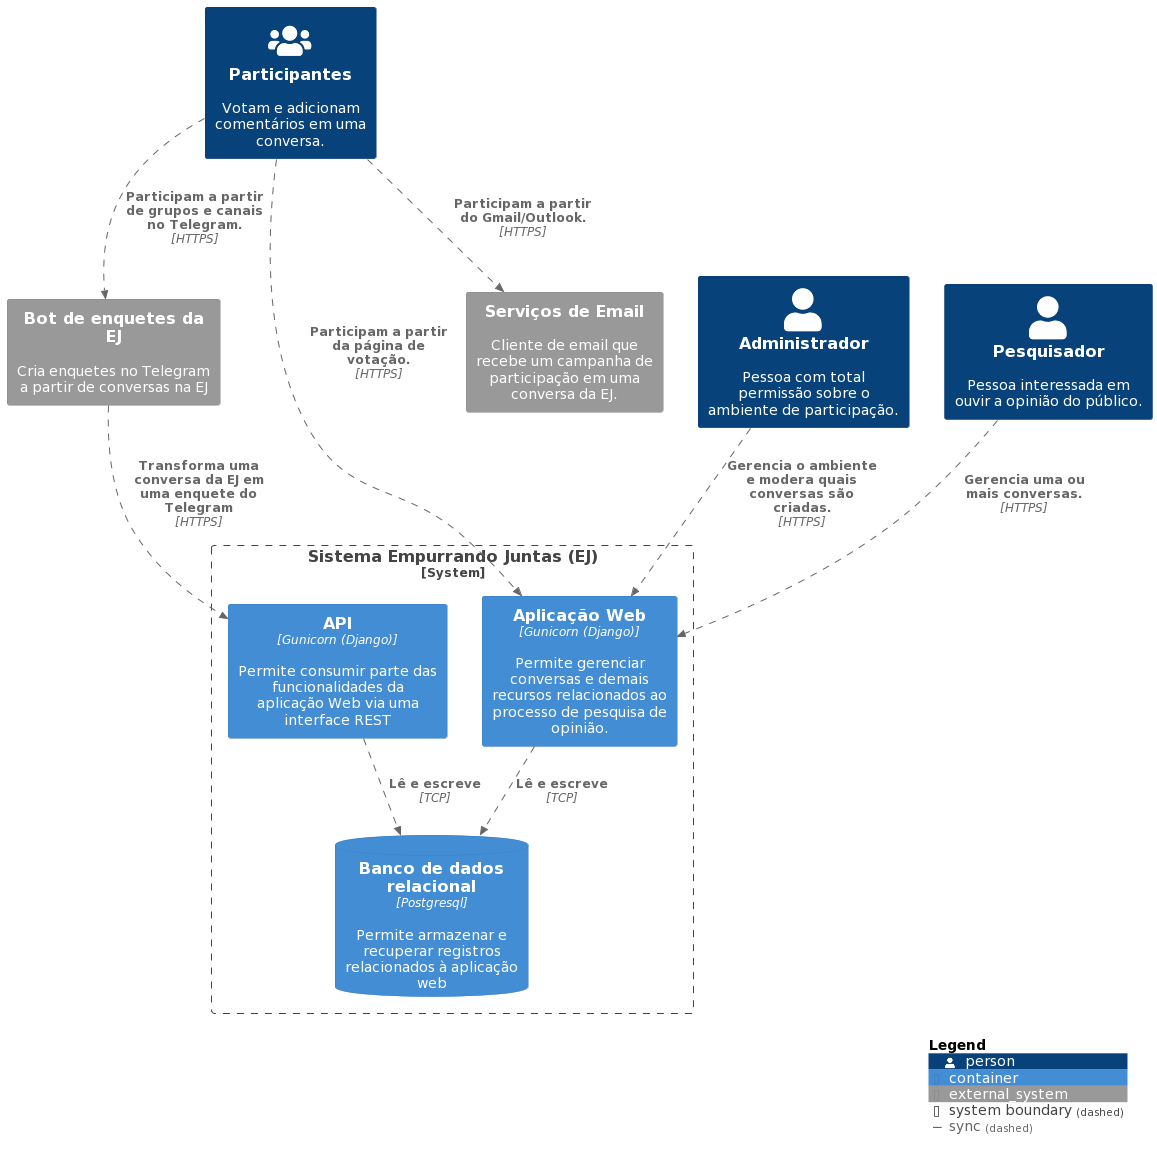 Participantes
Votam e adicionam
comentários em uma
conversa.
Participam a partir
de grupos e canais
no Telegram.
[HTTPS]
Participam a partir
do Gmail/Outlook.
[HTTPS]
Participam a partir
da página de
votação.
[HTTPS]
Bot de enquetes da
EJ
Cria enquetes no Telegram
a partir de conversas na EJ
Serviços de Email
Cliente de email que
recebe um campanha de
participação em uma
conversa da EJ.
Administrador
Pessoa com total
permissão sobre o
ambiente de participação.
Pesquisador
Pessoa interessada em
ouvir a opinião do público.
Transforma uma
conversa da EJ em
uma enquete do
Telegram
[HTTPS]
Gerencia o ambiente
e modera quais
conversas são
criadas.
[HTTPS]
Gerencia uma ou
mais conversas.
[HTTPS]
Sistema Empurrando Juntas (EJ)
[System]
API
[Gunicorn (Django)]
Permite consumir parte das
funcionalidades da
aplicação Web via uma
interface REST
Aplicação Web
[Gunicorn (Django)]
Permite gerenciar
conversas e demais
recursos relacionados ao
processo de pesquisa de
opinião.
Lê e escreve
[TCP]
Lê e escreve
[TCP]
Banco de dados
relacional
[Postgresql]
Permite armazenar e
recuperar registros
relacionados à aplicação
web
Legend
person
container
external_system
system boundary (dashed)
sync (dashed)